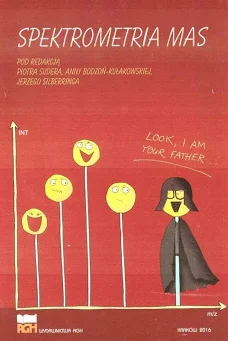 SPEKTROMETRIA MAS
POD REDAKCJĄ
PIOTRA SUDERA, ANNY BODZOŃ-KUŁAKOWSKIEJ,
JERZEGO SILBERRINGA
INT
LOOK, I AM
YOUR FATHER...
m/z
AGH
WYDAWNICTWA AGH
KRAKÓW 2016